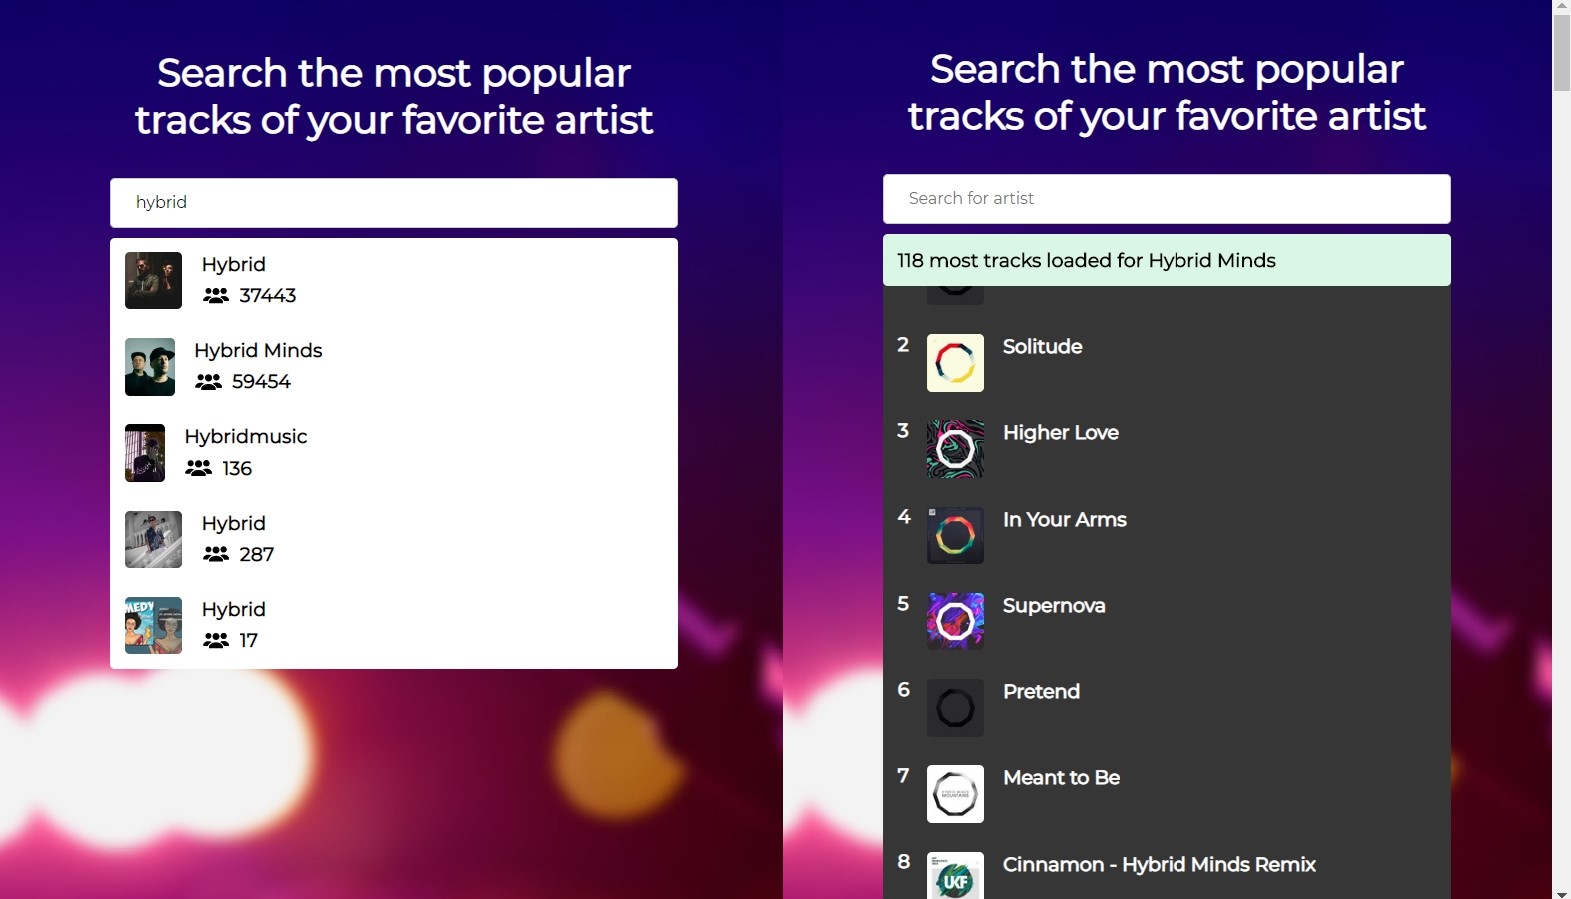 Search the most popular
tracks of your favorite artist
hybrid
Hybrid
37443
Hybrid Minds
59454
Hybridmusic
136
Hybrid
287
Hybrid
17
MEDY
Search the most popular
tracks of your favorite artist
Search for artist
118 most tracks loaded for Hybrid Minds
2
Solitude
3
Higher Love
4
In Your Arms
5
Supernova
6
Pretend
7
Meant to Be
MOUNTAINS
8
Cinnamon - Hybrid Minds Remix
UKF